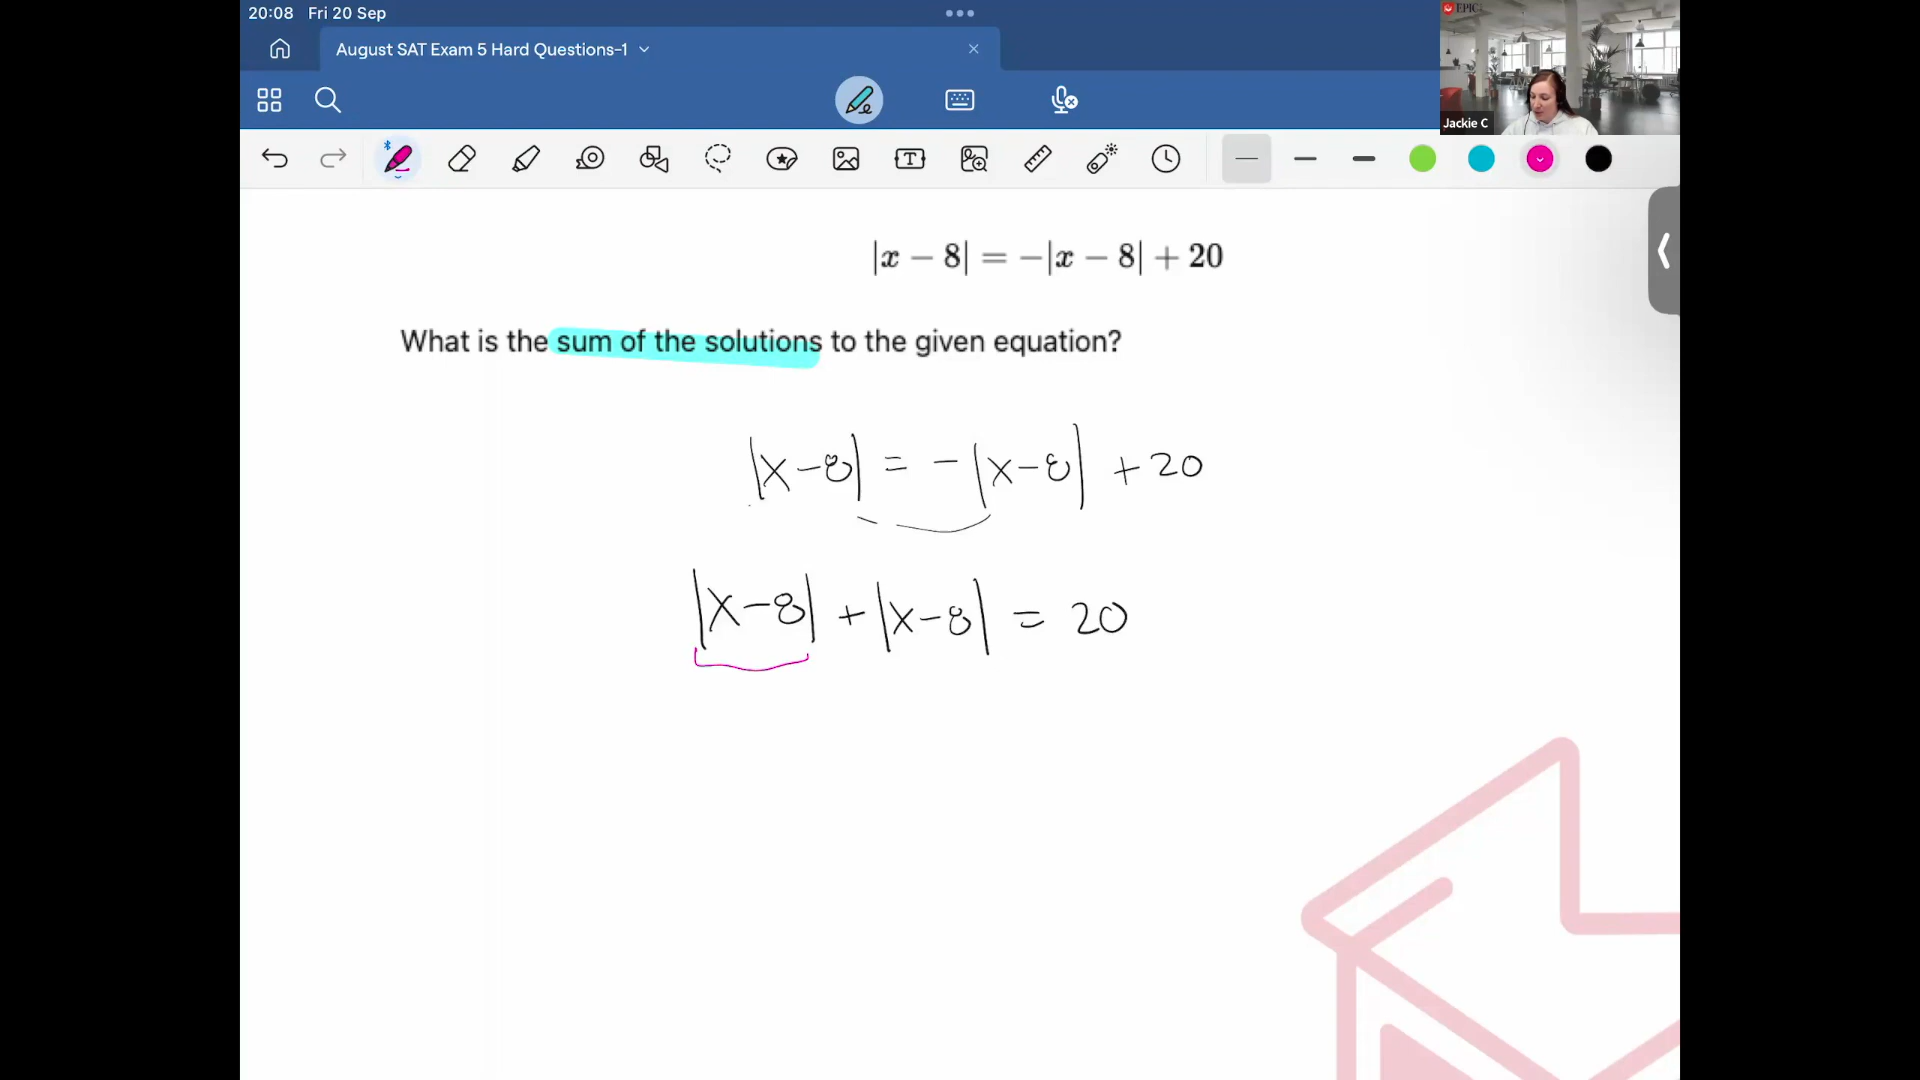 20:08 Fri 20 Sep
EPIC
August SAT Exam 5 Hard Questions-1
Jackie C
|x − 8| = −|x − 8| + 20
What is the sum of the solutions to the given equation?
|x−8| = −|x−8| +20
|x−8| + |x−8| = 20